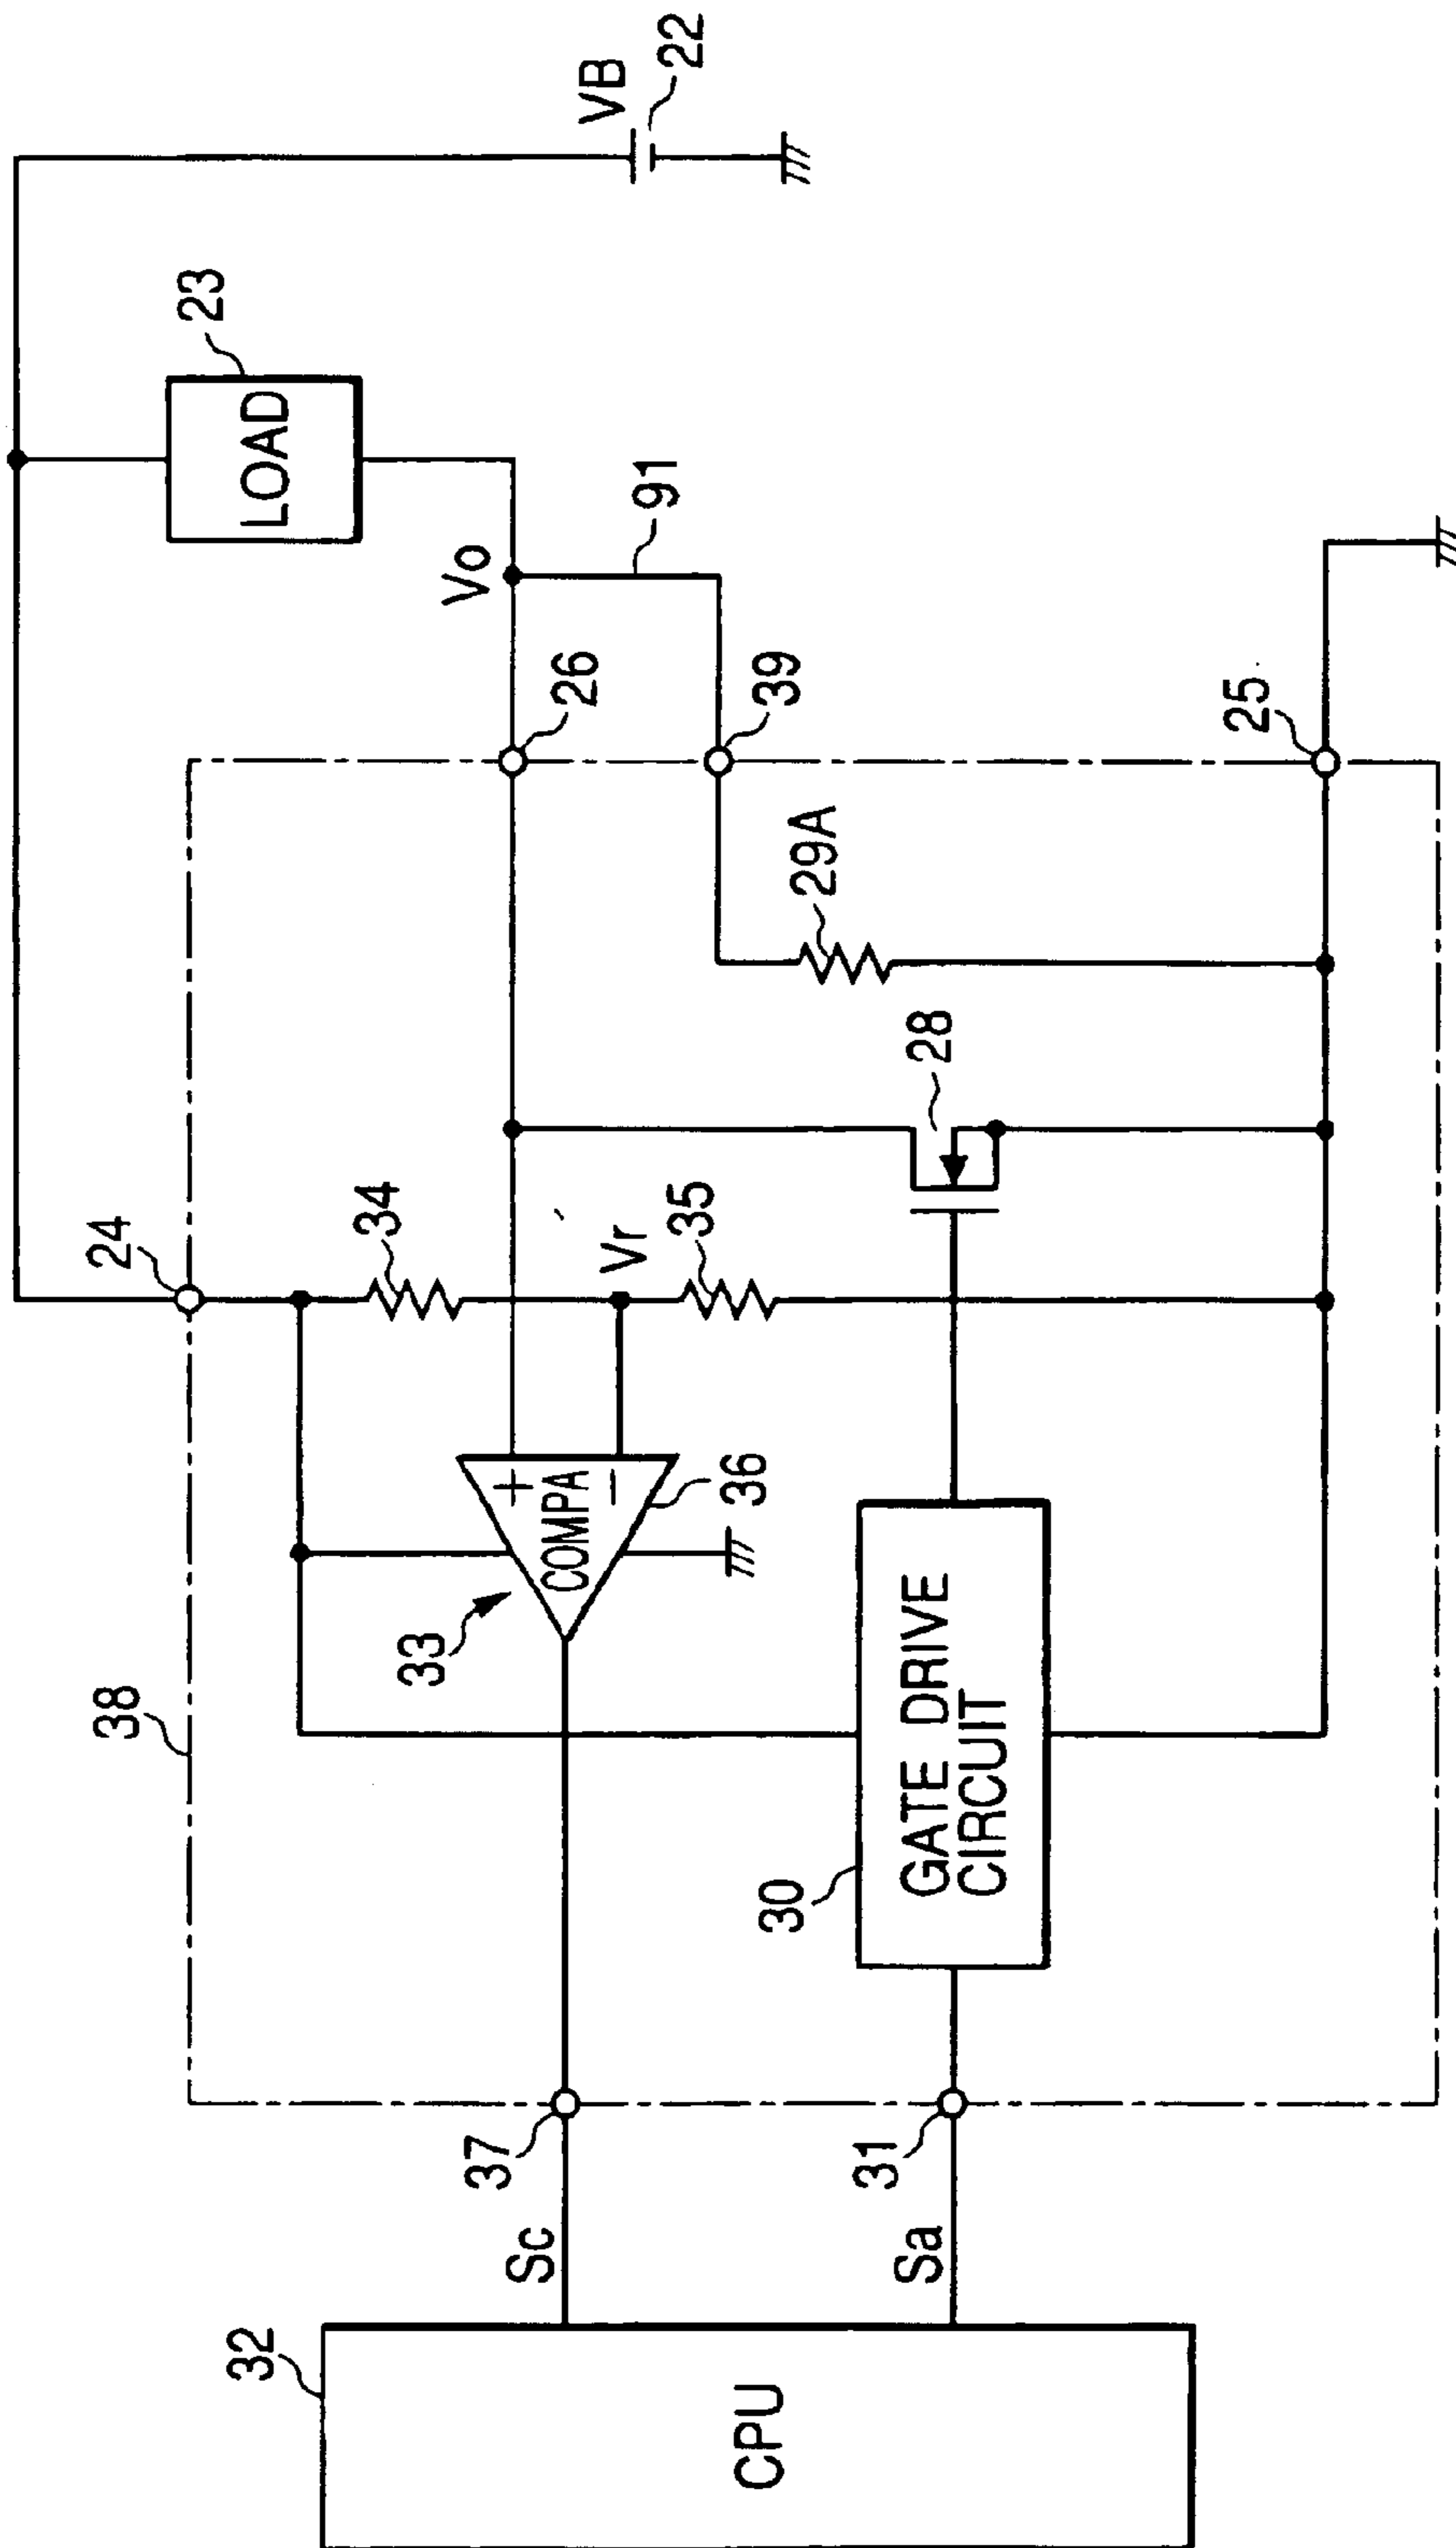 32
CPU
Sc
Sa
37
31
38
33
30
GATE DRIVE
CIRCUIT
+
COMPA
−
36
24
34
Vr
35
28
29A
26
39
25
Vo
91
23
LOAD
VB
22